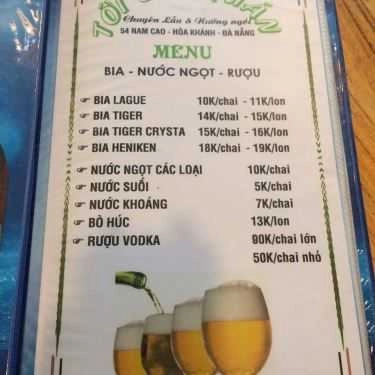 Chuyên Lẩu & Nướng ngói
54 NAM CAO - HÒA KHÁNH - ĐÀ NẴNG
MENU
BIA - NƯỚC NGỌT - RƯỢU
BIA LAGUE 10K/chai - 11K/lon
BIA TIGER 14K/chai - 15K/lon
BIA TIGER CRYSTA 15K/chai - 16K/lon
BIA HENIKEN 18K/chai - 19K/lon
NƯỚC NGỌT CÁC LOẠI 10K/chai
NƯỚC SUỐI 5K/chai
NƯỚC KHOÁNG 7K/chai
BÒ HÚC 13K/lon
RƯỢU VODKA 90K/chai lớn
50K/chai nhỏ